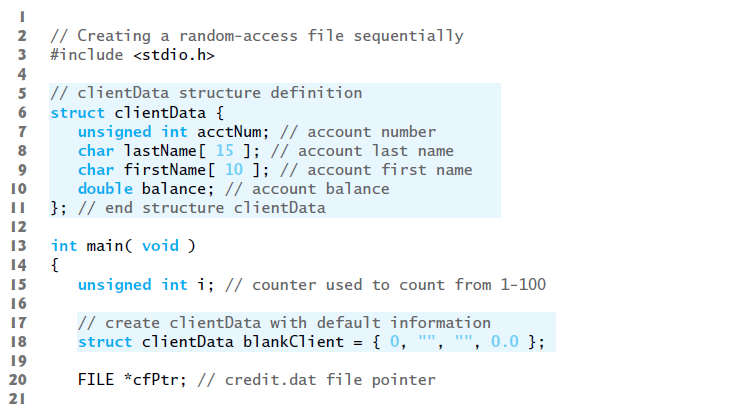 1
2 // Creating a random-access file sequentially
3 #include <stdio.h>
4
5 // clientData structure definition
6 struct clientData {
7 unsigned int acctNum; // account number
8 char lastName[ 15 ]; // account last name
9 char firstName[ 10 ]; // account first name
10 double balance; // account balance
11 }; // end structure clientData
12
13 int main( void )
14 {
15 unsigned int i; // counter used to count from 1-100
16
17 // create clientData with default information
18 struct clientData blankClient = { 0, "", "", 0.0 };
19
20 FILE *cfPtr; // credit.dat file pointer
21